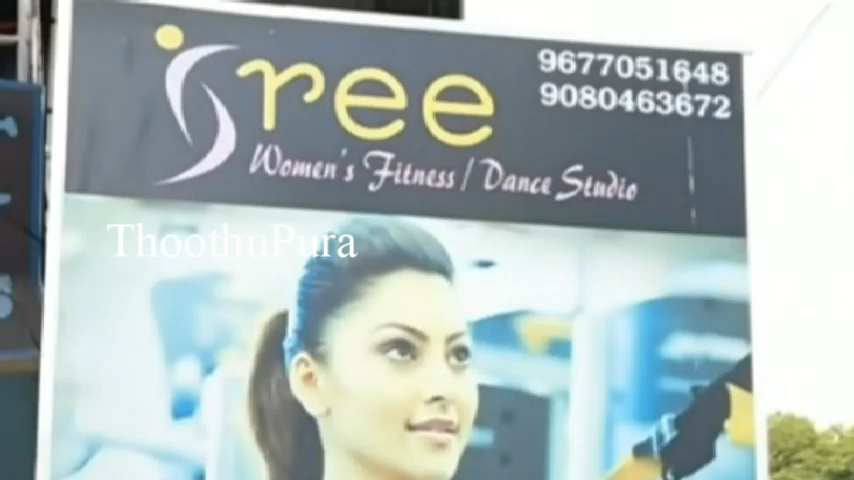 Sree
9677051648
9080463672
Women's Fitness / Dance Studio
ThoothuPura